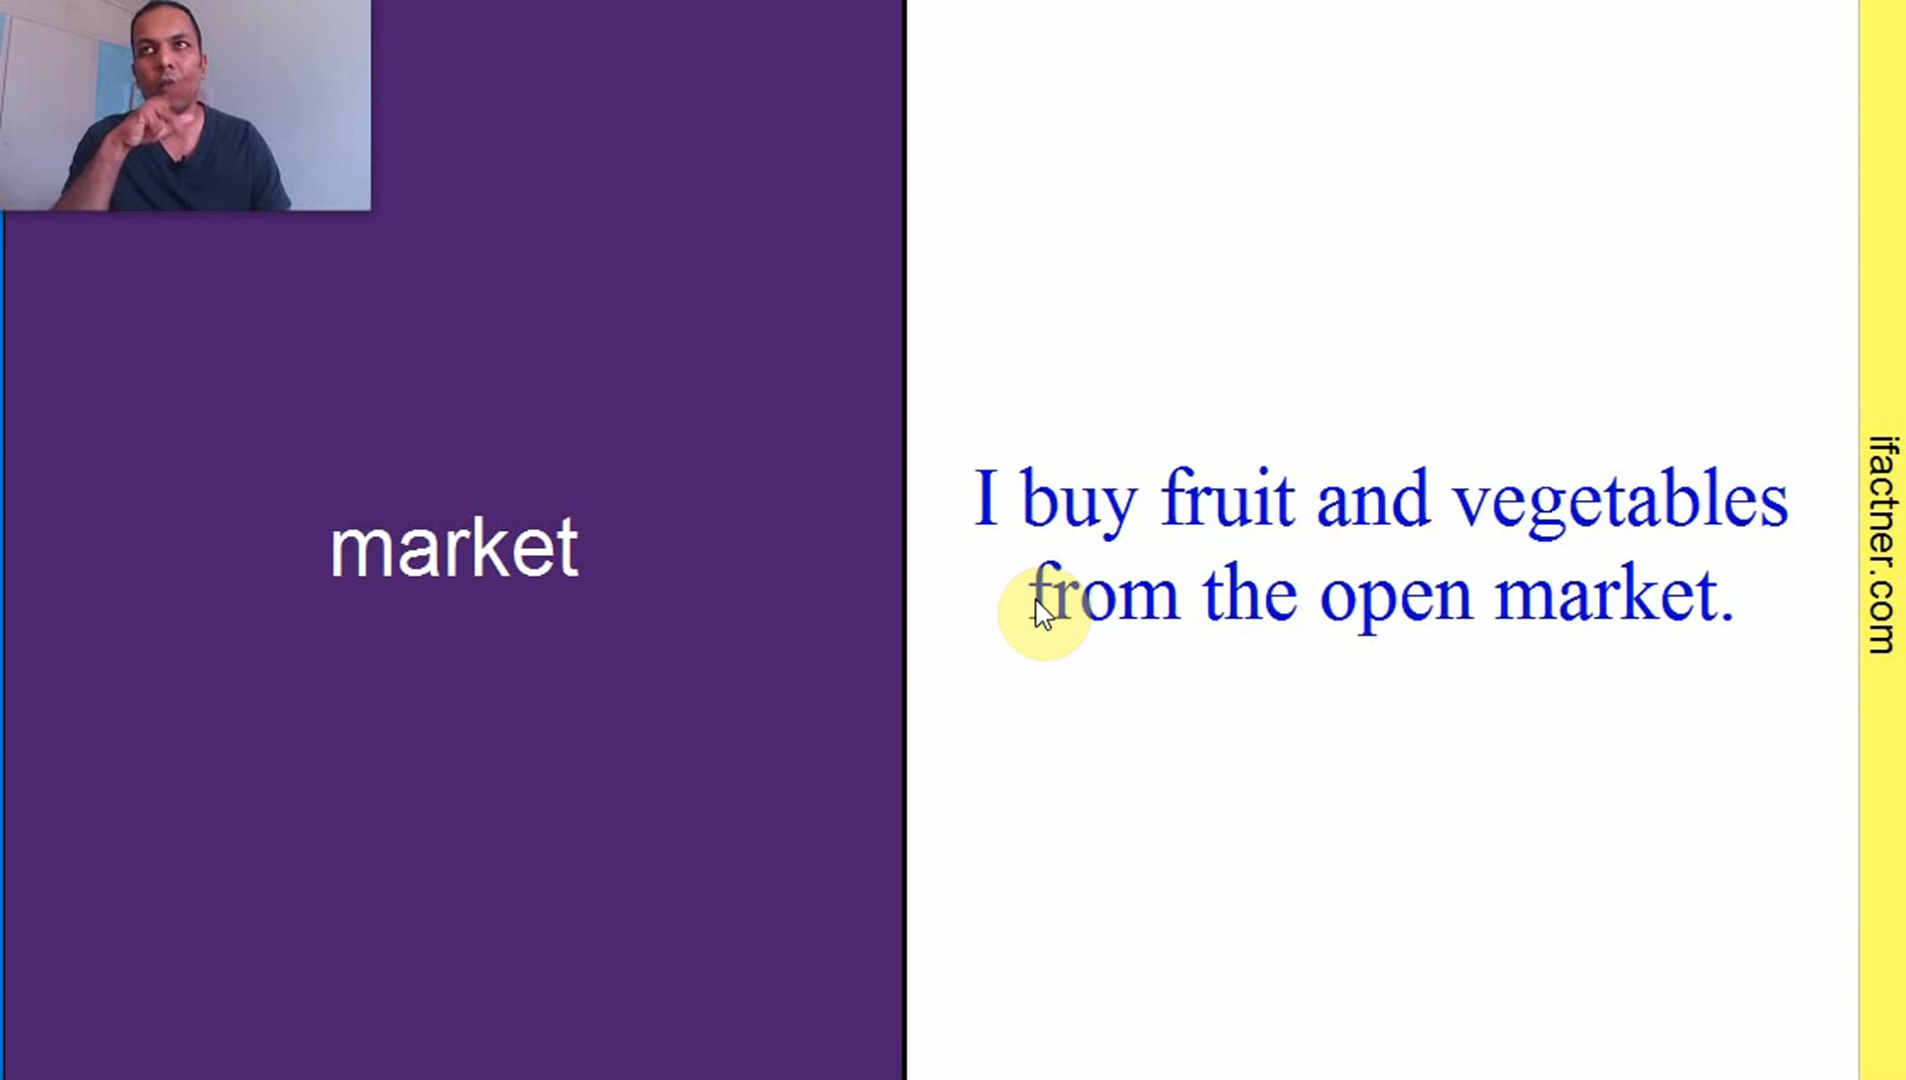 market
I buy fruit and vegetables
from the open market.
ifactner.com